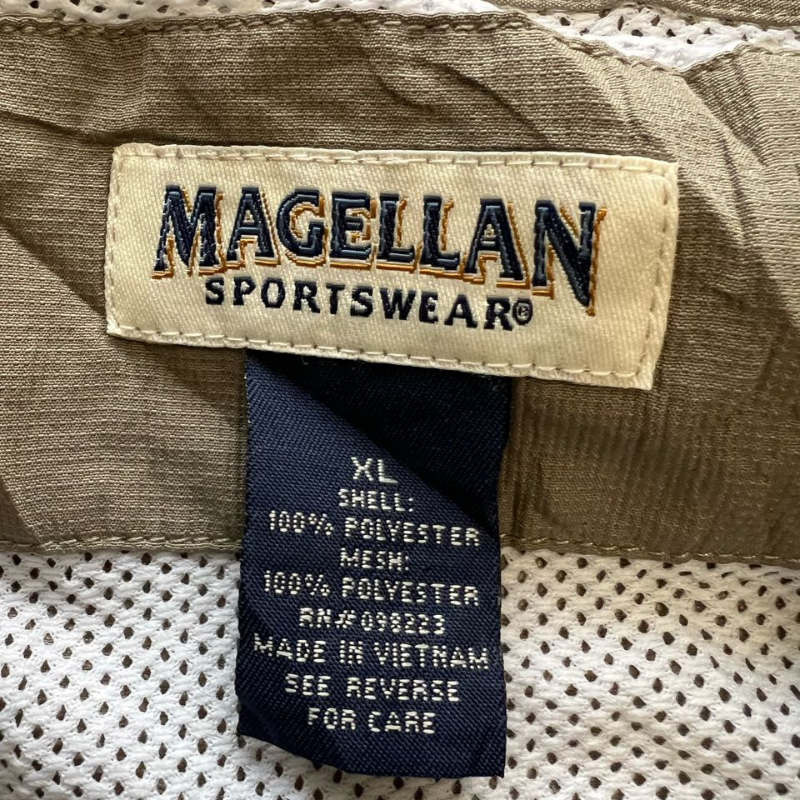 MAGELLAN
SPORTSWEAR®
XL
SHELL:
100% POLYESTER
MESH:
100% POLYESTER
RN#098223
MADE IN VIETNAM
SEE REVERSE
FOR CARE